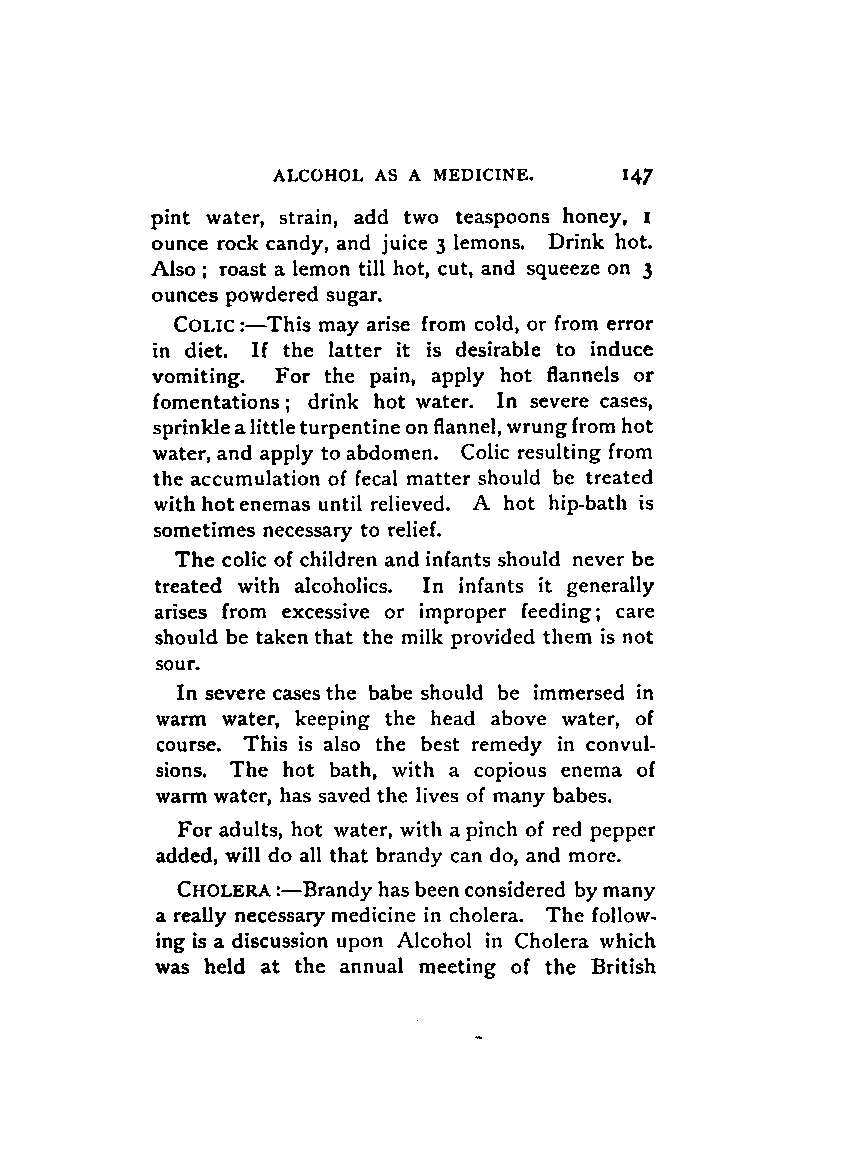 ALCOHOL AS A MEDICINE. 147
pint water, strain, add two teaspoons honey, 1
ounce rock candy, and juice 3 lemons. Drink hot.
Also ; roast a lemon till hot, cut, and squeeze on 3
ounces powdered sugar.
COLIC :—This may arise from cold, or from error
in diet. If the latter it is desirable to induce
vomiting. For the pain, apply hot flannels or
fomentations ; drink hot water. In severe cases,
sprinkle a little turpentine on flannel, wrung from hot
water, and apply to abdomen. Colic resulting from
the accumulation of fecal matter should be treated
with hot enemas until relieved. A hot hip-bath is
sometimes necessary to relief.
The colic of children and infants should never be
treated with alcoholics. In infants it generally
arises from excessive or improper feeding ; care
should be taken that the milk provided them is not
sour.
In severe cases the babe should be immersed in
warm water, keeping the head above water, of
course. This is also the best remedy in convul-
sions. The hot bath, with a copious enema of
warm water, has saved the lives of many babes.
For adults, hot water, with a pinch of red pepper
added, will do all that brandy can do, and more.
CHOLERA :—Brandy has been considered by many
a really necessary medicine in cholera. The follow-
ing is a discussion upon Alcohol in Cholera which
was held at the annual meeting of the British